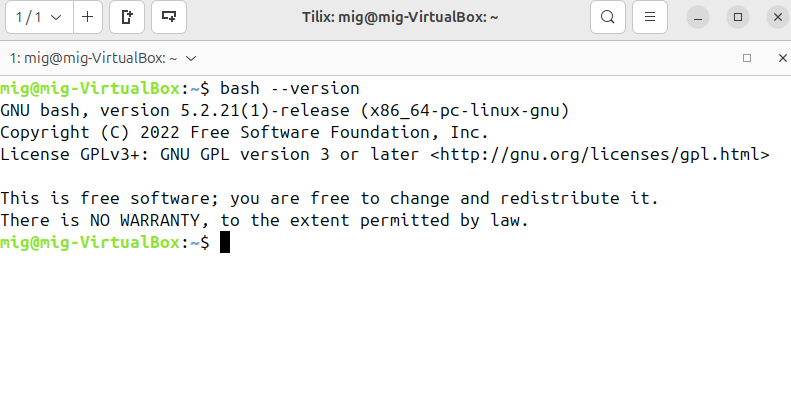 1 / 1
Tilix: mig@mig-VirtualBox: ~
1: mig@mig-VirtualBox: ~
mig@mig-VirtualBox:~$ bash --version
GNU bash, version 5.2.21(1)-release (x86_64-pc-linux-gnu)
Copyright (C) 2022 Free Software Foundation, Inc.
License GPLv3+: GNU GPL version 3 or later <http://gnu.org/licenses/gpl.html>

This is free software; you are free to change and redistribute it.
There is NO WARRANTY, to the extent permitted by law.
mig@mig-VirtualBox:~$